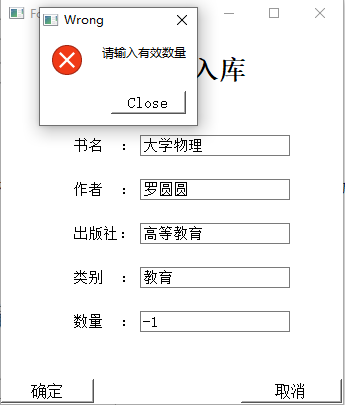 Wrong
请输入有效数量
Close
入库
书名 ： 大学物理
作者 ： 罗圆圆
出版社： 高等教育
类别 ： 教育
数量 ： -1
确定
取消